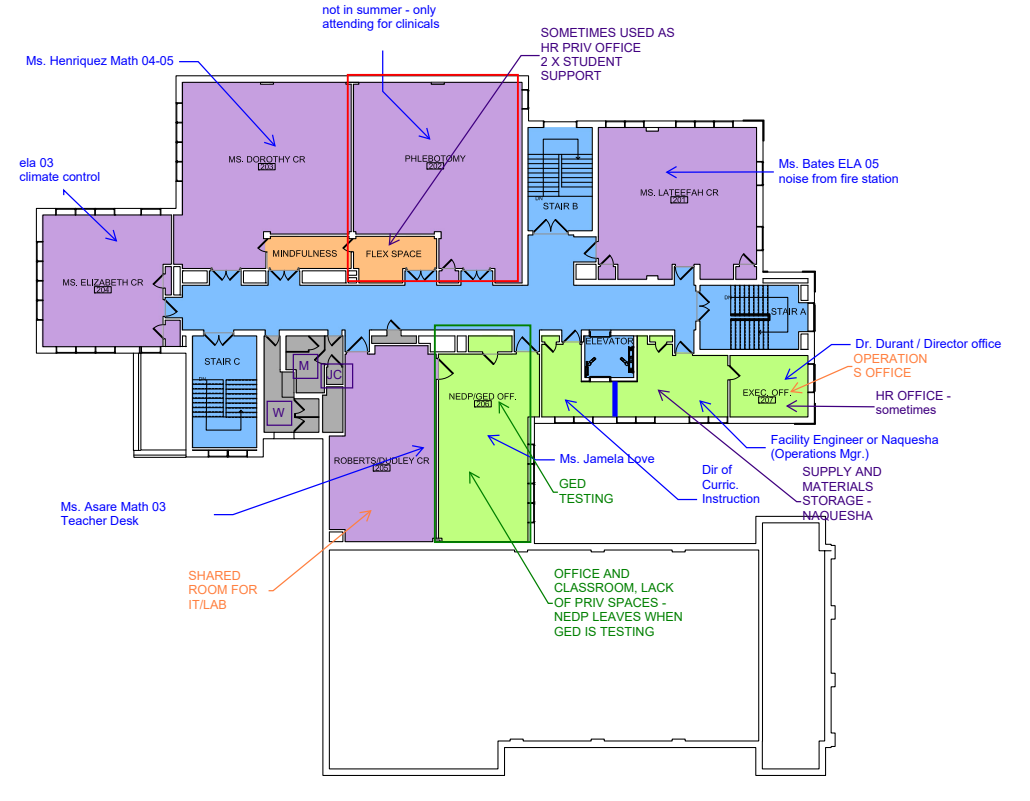 not in summer - only
attending for clinicals
SOMETIMES USED AS
HR PRIV OFFICE
2 X STUDENT
SUPPORT
Ms. Henriquez Math 04-05
ela 03
climate control
MS. DOROTHY CR
203
PHLEBOTOMY
202
Ms. Bates ELA 05
noise from fire station
MS. LATEEFAH CR
201
DN
STAIR B
MINDFULNESS
FLEX SPACE
MS. ELIZABETH CR
204
DN
STAIR A
STAIR C
DN
M
JC
W
ELEVATOR
Dr. Durant / Director office
OPERATION
S OFFICE
EXEC. OFF.
207
HR OFFICE -
sometimes
NEDP/GED OFF.
206
Facility Engineer or Naquesha
(Operations Mgr.)
ROBERTS/DUDLEY CR
205
Ms. Jamela Love
Dir of
Curric.
Instruction
SUPPLY AND
MATERIALS
STORAGE -
NAQUESHA
GED
TESTING
Ms. Asare Math 03
Teacher Desk
SHARED
ROOM FOR
IT/LAB
OFFICE AND
CLASSROOM, LACK
OF PRIV SPACES -
NEDP LEAVES WHEN
GED IS TESTING